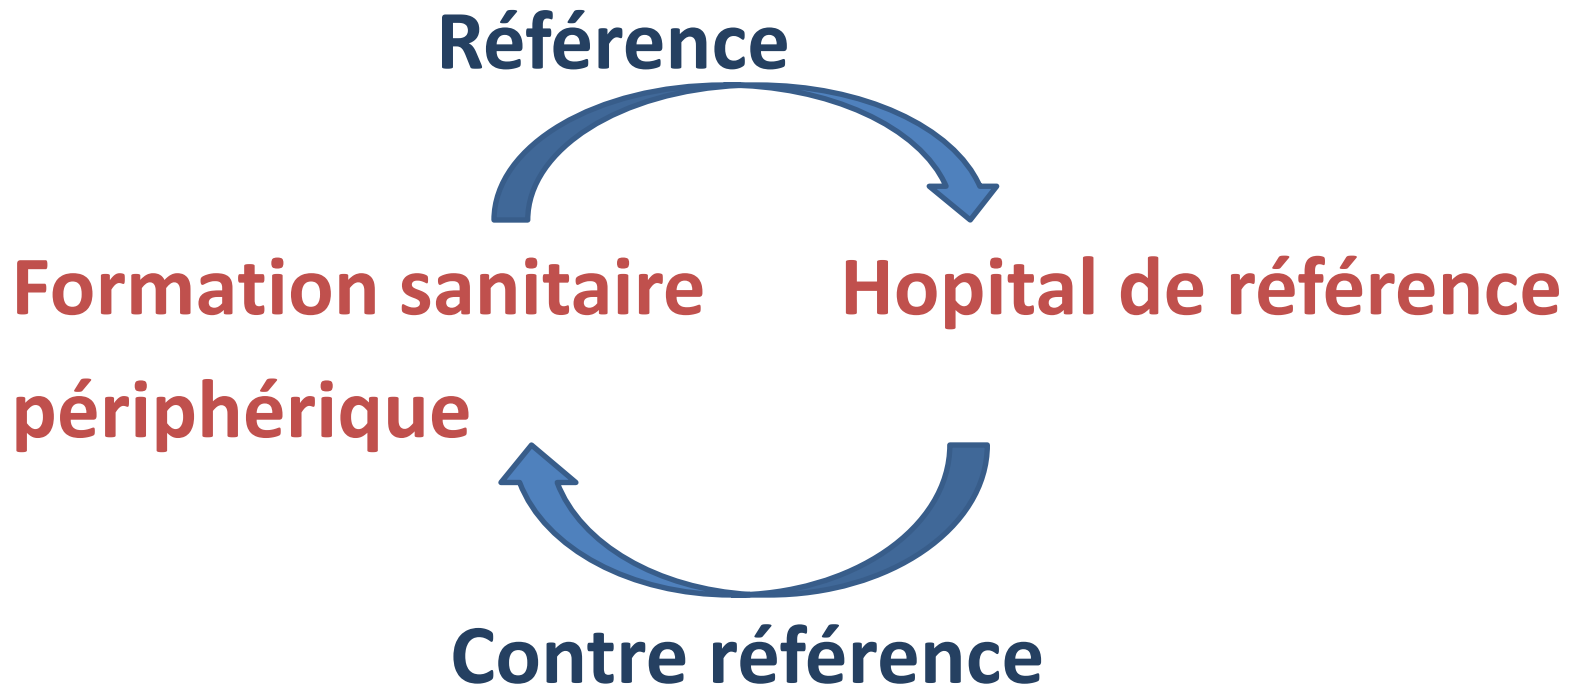 Référence
Formation sanitaire
périphérique
Hopital de référence
Contre référence